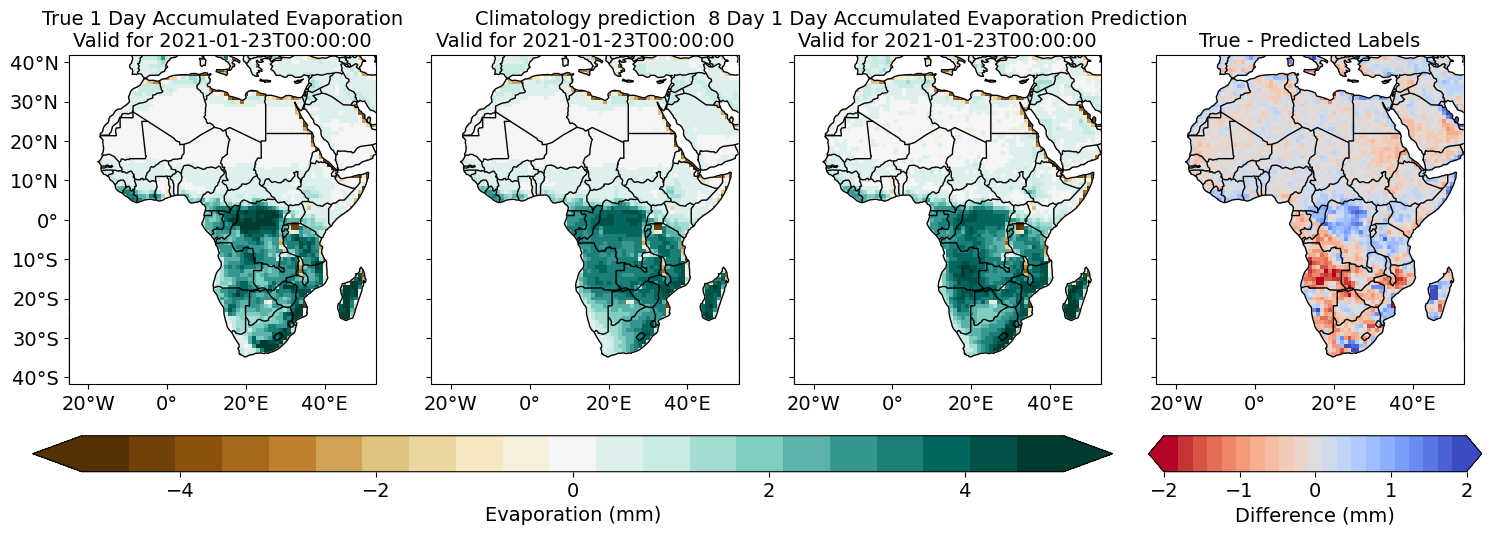 True 1 Day Accumulated Evaporation
Valid for 2021-01-23T00:00:00
Climatology prediction
Valid for 2021-01-23T00:00:00
8 Day 1 Day Accumulated Evaporation Prediction
Valid for 2021-01-23T00:00:00
True - Predicted Labels
40°N
30°N
20°N
10°N
0°
10°S
20°S
30°S
40°S
20°W 0° 20°E 40°E
20°W 0° 20°E 40°E
20°W 0° 20°E 40°E
20°W 0° 20°E 40°E
−4 −2 0 2 4
Evaporation (mm)
−2 −1 0 1 2
Difference (mm)